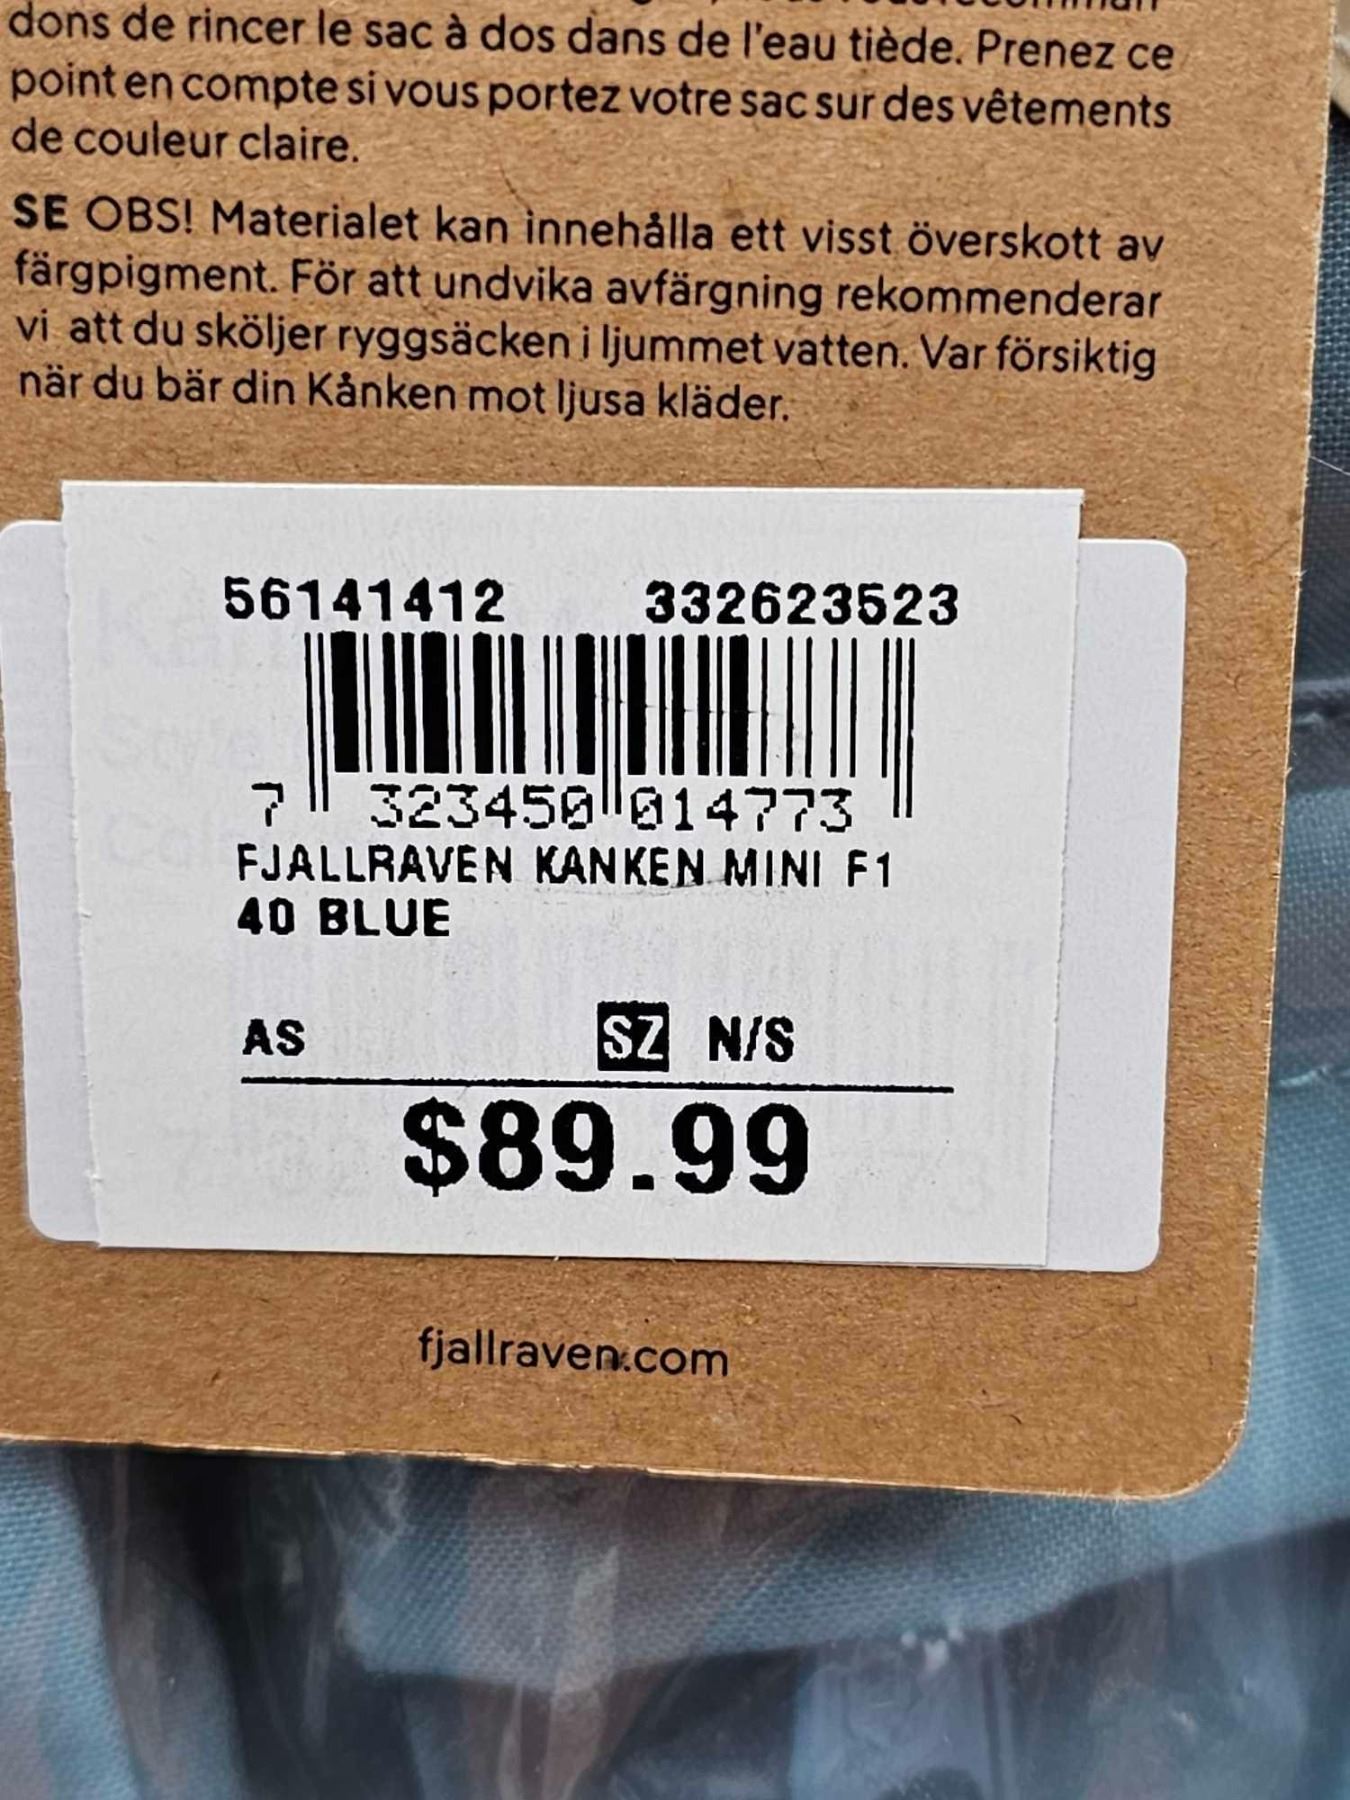 dons de rincer le sac à dos dans de l'eau tiède. Prenez ce
point en compte si vous portez votre sac sur des vêtements
de couleur claire.
SE OBS! Materialet kan innehålla ett visst överskott av
färgpigment. För att undvika avfärgning rekommenderar
vi att du sköljer ryggsäcken i ljummet vatten. Var försiktig
när du bär din Kånken mot ljusa kläder.
56141412 332623523
7 323450 014773
FJALLRAVEN KANKEN MINI F1
40 BLUE
AS SZ N/S
$89.99
fjallraven.com